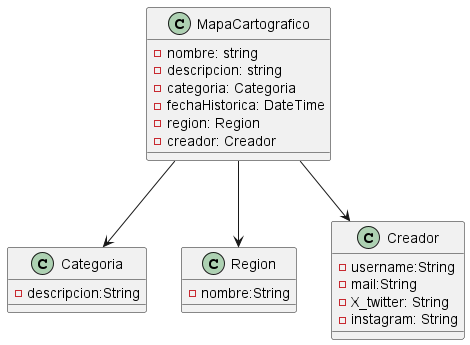 C MapaCartografico
nombre: string
descripcion: string
categoria: Categoria
fechaHistorica: DateTime
region: Region
creador: Creador
C Categoria
descripcion:String
C Region
nombre:String
C Creador
username:String
mail:String
X_twitter: String
instagram: String